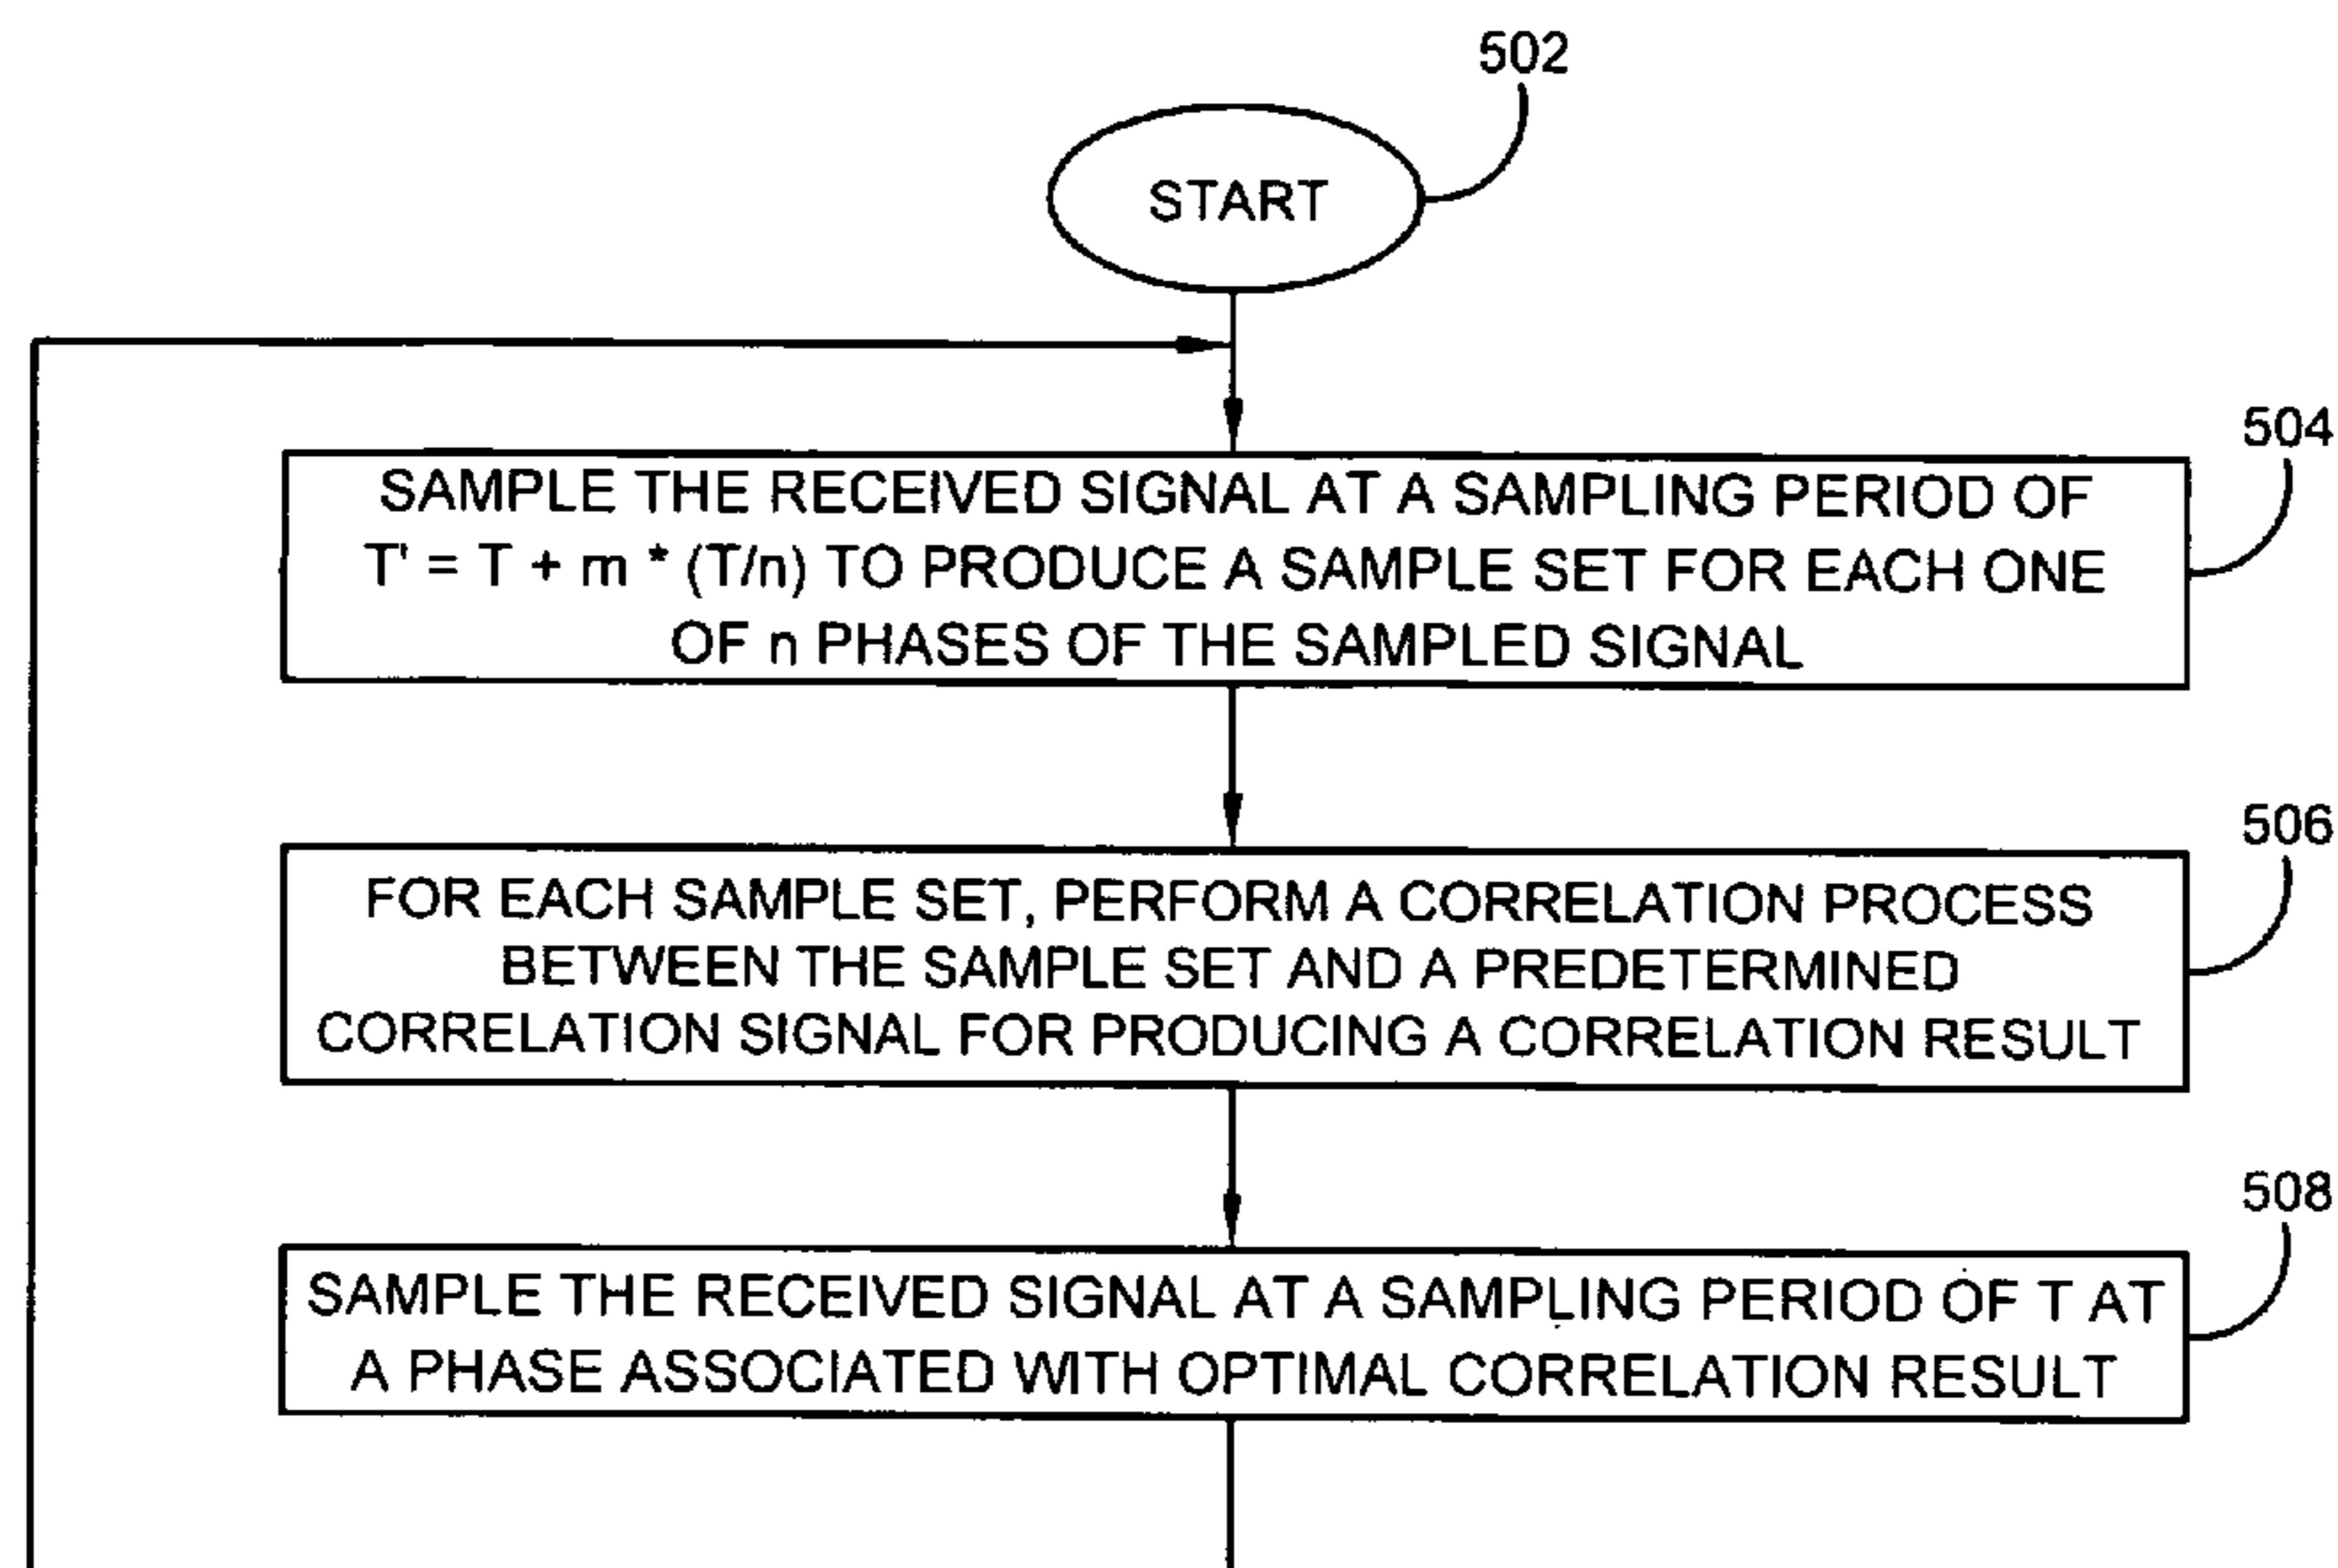 502
START
504
SAMPLE THE RECEIVED SIGNAL AT A SAMPLING PERIOD OF
T' = T + m * (T/n) TO PRODUCE A SAMPLE SET FOR EACH ONE
OF n PHASES OF THE SAMPLED SIGNAL
506
FOR EACH SAMPLE SET, PERFORM A CORRELATION PROCESS
BETWEEN THE SAMPLE SET AND A PREDETERMINED
CORRELATION SIGNAL FOR PRODUCING A CORRELATION RESULT
508
SAMPLE THE RECEIVED SIGNAL AT A SAMPLING PERIOD OF T AT
A PHASE ASSOCIATED WITH OPTIMAL CORRELATION RESULT